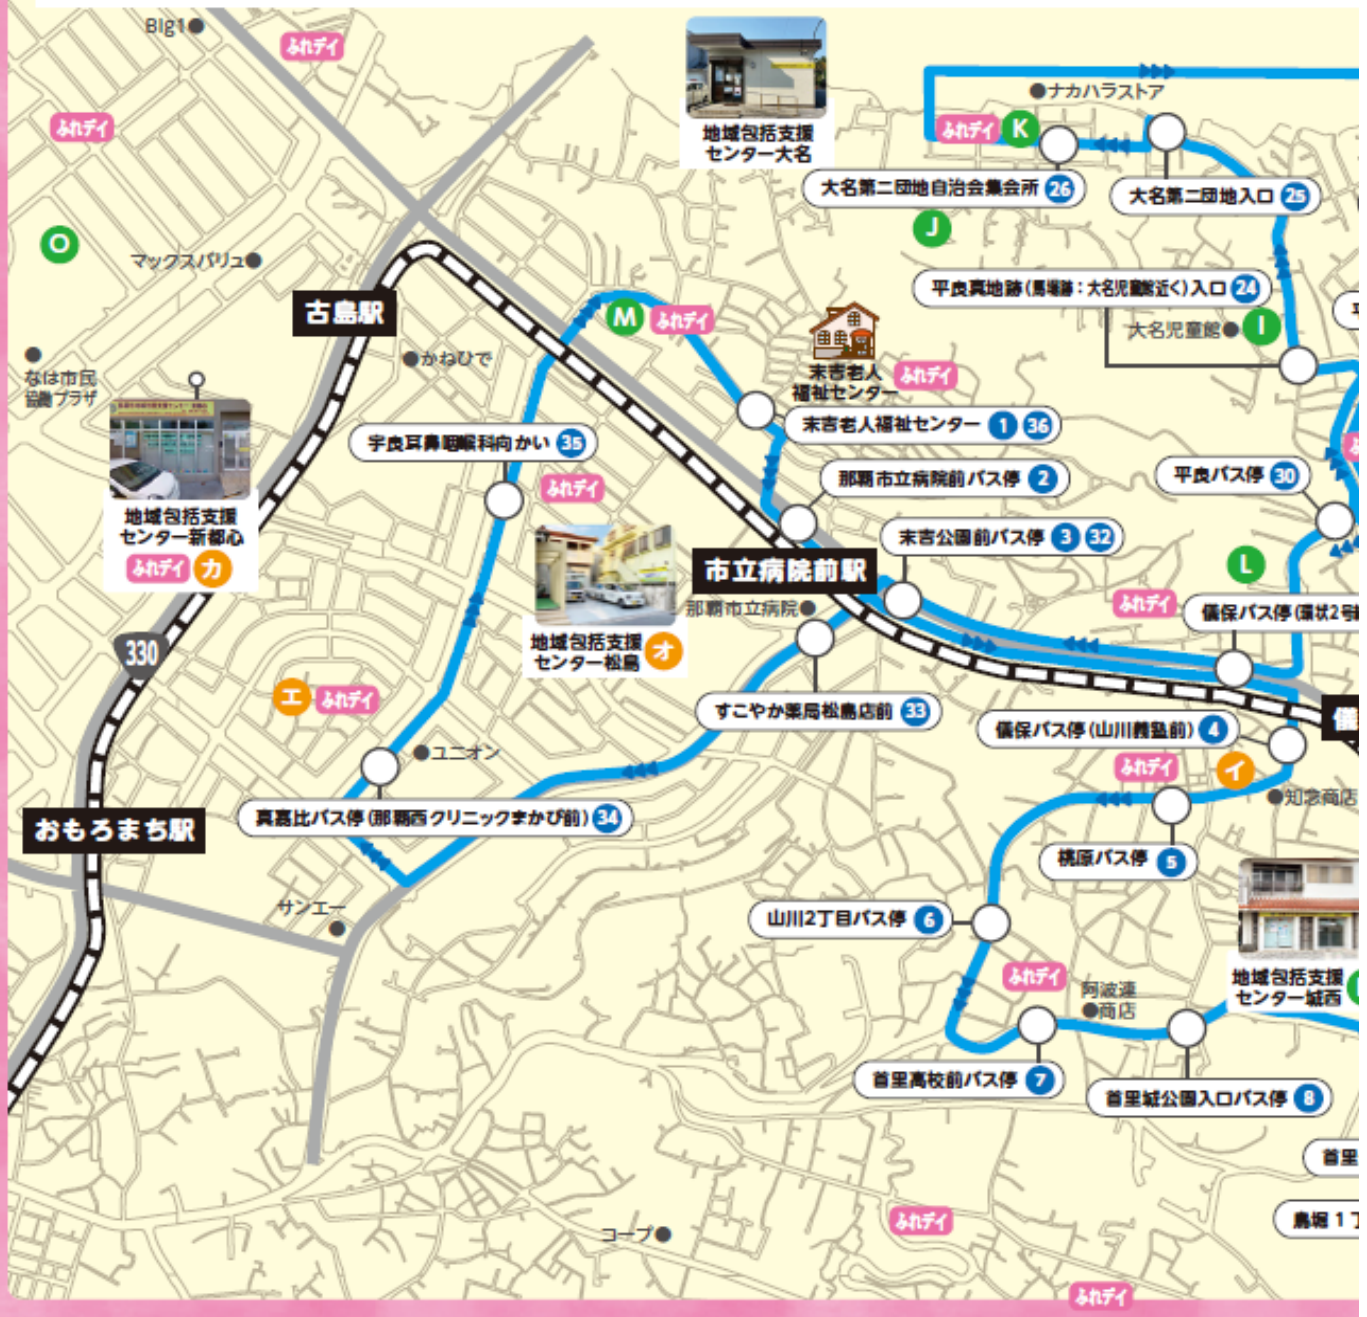 Big1●
ふれデイ
ふれデイ
地域包括支援
センター大名
●ナカハラストア
ふれデイ K
大名第二団地自治会集会所 26
大名第二団地入口 25
O
J
マックスバリュ●
平良真地跡(馬場跡:大名児童館近く)入口 24
古島駅
M ふれデイ
大名児童館● I
●かねひで
なは市民
協働プラザ
末吉老人
福祉センター
ふれデイ
末吉老人福祉センター 1 36
宇良耳鼻咽喉科向かい 35
那覇市立病院前バス停 2
平良バス停 30
ふれデイ
地域包括支援
センター新都心
ふれデイ カ
末吉公園前バス停 3 32
市立病院前駅
L
那覇市立病院●
ふれデイ
儀保バス停(環状2号
地域包括支援
センター松島 オ
330
エ ふれデイ
すこやか薬局松島店前 33
儀保バス停(山川義塾前) 4
儀
●ユニオン
ふれデイ イ
●知念商店
真嘉比バス停(那覇西クリニックまかび前) 34
おもろまち駅
桃原バス停 5
サンエー
山川2丁目バス停 6
ふれデイ
阿波連
●商店
地域包括支援
センター城西
首里高校前バス停 7
首里城公園入口バス停 8
首里
鳥堀1丁
ふれデイ
コープ●
ふれデイ